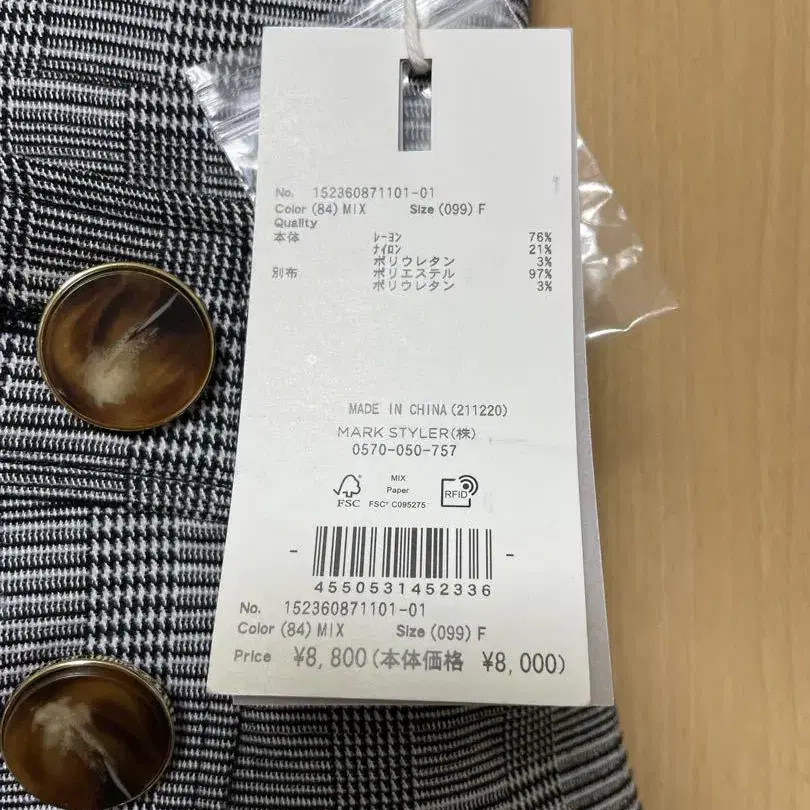 No. 152360871101-01
Color (84) MIX Size (099) F
Quality
本体 レーヨン 76%
ナイロン 21%
ポリウレタン 3%
別布 ポリエステル 97%
ポリウレタン 3%
MADE IN CHINA (211220)
MARK STYLER(株)
0570-050-757
FSC
MIX
Paper
FSC® C095275
RFID
4550531452336
No. 152360871101-01
Color (84) MIX Size (099) F
Price ¥8,800(本体価格 ¥8,000)